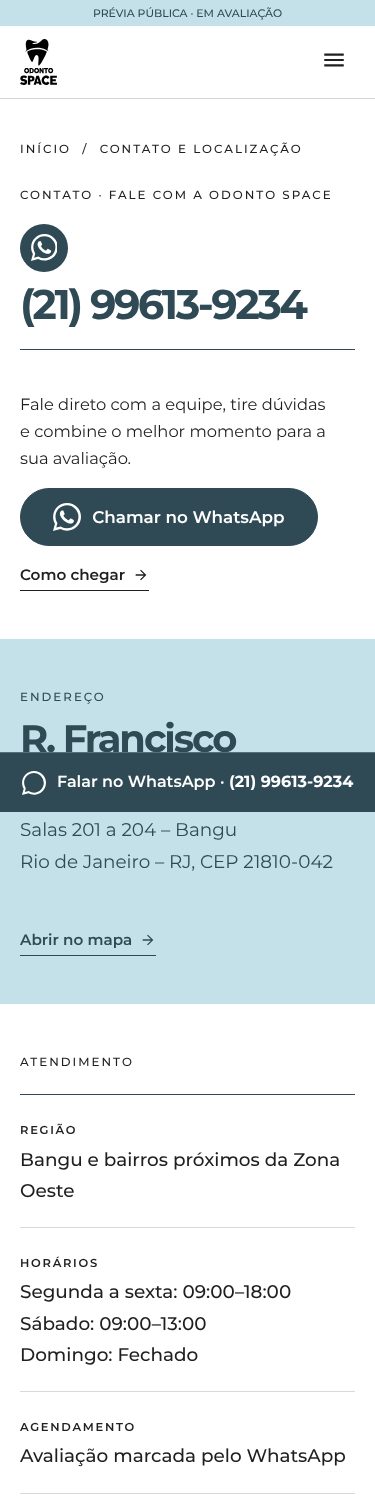 PRÉVIA PÚBLICA · EM AVALIAÇÃO
ODONTO
SPACE
INÍCIO / CONTATO E LOCALIZAÇÃO
CONTATO · FALE COM A ODONTO SPACE
(21) 99613-9234
Fale direto com a equipe, tire dúvidas
e combine o melhor momento para a
sua avaliação.
Chamar no WhatsApp
Como chegar →
ENDEREÇO
R. Francisco
Falar no WhatsApp · (21) 99613-9234
Salas 201 a 204 – Bangu
Rio de Janeiro – RJ, CEP 21810-042
Abrir no mapa →
ATENDIMENTO
REGIÃO
Bangu e bairros próximos da Zona
Oeste
HORÁRIOS
Segunda a sexta: 09:00–18:00
Sábado: 09:00–13:00
Domingo: Fechado
AGENDAMENTO
Avaliação marcada pelo WhatsApp